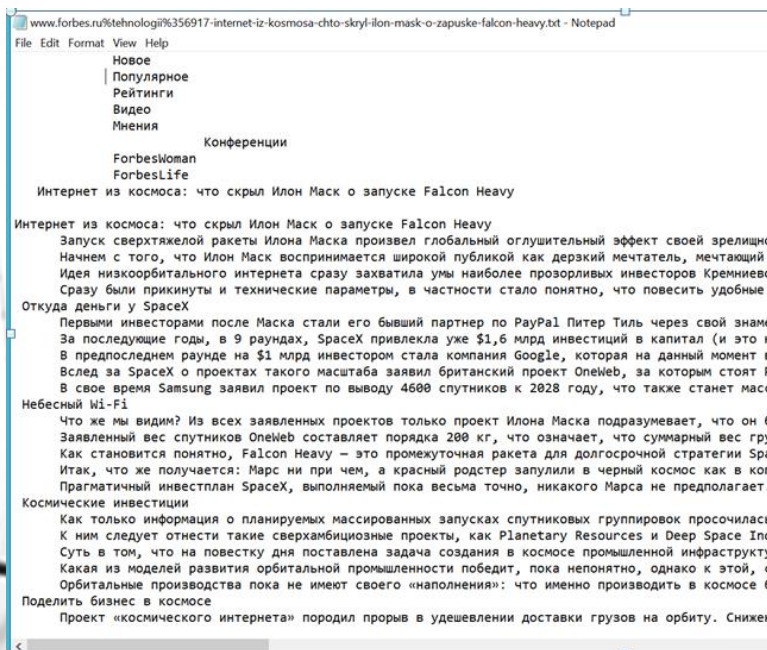 www.forbes.ru%tehnologii%356917-internet-iz-kosmosa-chto-skryl-ilon-mask-o-zapuske-falcon-heavy.txt - Notepad
File Edit Format View Help
Новое
Популярное
Рейтинги
Видео
Мнения
Конференции
ForbesWoman
ForbesLife
Интернет из космоса: что скрыл Илон Маск о запуске Falcon Heavy
Интернет из космоса: что скрыл Илон Маск о запуске Falcon Heavy
Запуск сверхтяжелой ракеты Илона Маска произвел глобальный оглушительный эффект своей
Начнем с того, что Илон Маск воспринимается широкой публикой как дерзкий мечтатель, мечтающий
Идея низкоорбитального интернета сразу захватила умы наиболее прозорливых инвесторов
Сразу были прикинуты и технические параметры, в частности стало понятно, что повесить удобные
Откуда деньги у SpaceX
Первыми инвесторами после Маска стали его бывший партнер по PayPal Питер Тиль через свой
За последующие годы, в 9 раундах, SpaceX привлекла уже $1,6 млрд инвестиций в капитал (и это
В предпоследнем раунде на $1 млрд инвестором стала компания Google, которая на данный момент
Вслед за SpaceX о проектах такого масштаба заявил британский проект OneWeb, за которым стоят
В свое время Samsung заявил проект по выводу 4600 спутников к 2028 году, что также станет
Небесный Wi-Fi
Что же мы видим? Из всех заявленных проектов только проект Илона Маска подразумевает, что он
Заявленный вес спутников OneWeb составляет порядка 200 кг, что означает, что суммарный вес
Как становится понятно, Falcon Heavy — это промежуточная ракета для долгосрочной стратегии
Итак, что же получается: Марс ни при чем, а красный родстер запулили в черный космос как в
Прагматичный инвестплан SpaceX, выполняемый пока весьма точно, никакого Марса не предполагает.
Космические инвестиции
Как только информация о планируемых массированных запусках спутниковых группировок просочилась
К ним следует отнести такие сверхамбициозные проекты, как Planetary Resources и Deep Space
Суть в том, что на повестку дня поставлена задача создания в космосе промышленной
Какая из моделей развития орбитальной промышленности победит, пока непонятно, однако к этой,
Орбитальные производства пока не имеют своего «наполнения»: что именно производить в космосе
Поделить бизнес в космосе
Проект «космического интернета» породил прорыв в удешевлении доставки грузов на орбиту.